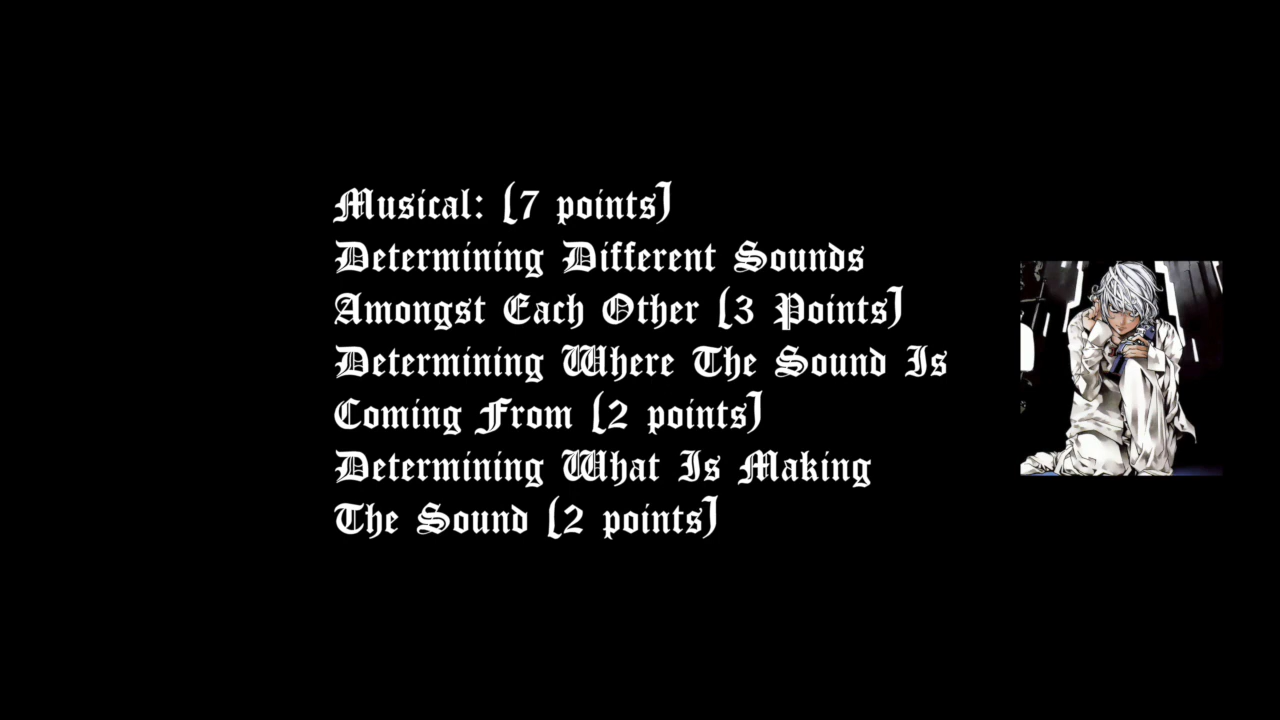 Musical: [7 points]
Determining Different Sounds
Amongst Each Other [3 Points]
Determining Where The Sound Is
Coming From [2 points]
Determining What Is Making
The Sound [2 points]